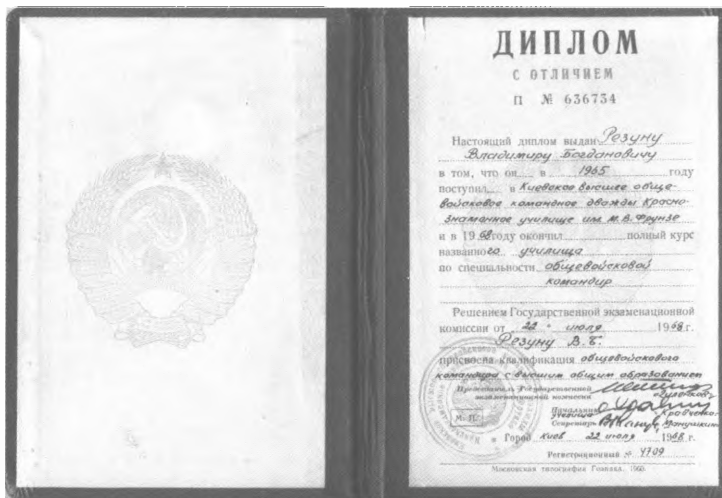 ДИПЛОМ
С ОТЛИЧИЕМ
П № 636734
Настоящий диплом выдан Резуну
Владимиру Богдановичу
в том, что он в 1965 году
поступил в Киевское высшее обще-
войсковое командное дважды Красно-
знаменное училище им. М.В. Фрунзе
и в 1968 году окончил полный курс
названного училища
по специальности общевойсковой
командир
Решением Государственной экзаменационной
комиссии от 22 " июля 1968 г.
Резуну В.Б.
присвоена квалификация общевойскового
командира с высшим общим образованием
Председатель Государственной
экзаменационной комиссии
Начальник
училища
Секретарь
М. П.
Город Киев 22 июля 1968 г.
Регистрационный № 4709
Московская типография Гознака. 1965.